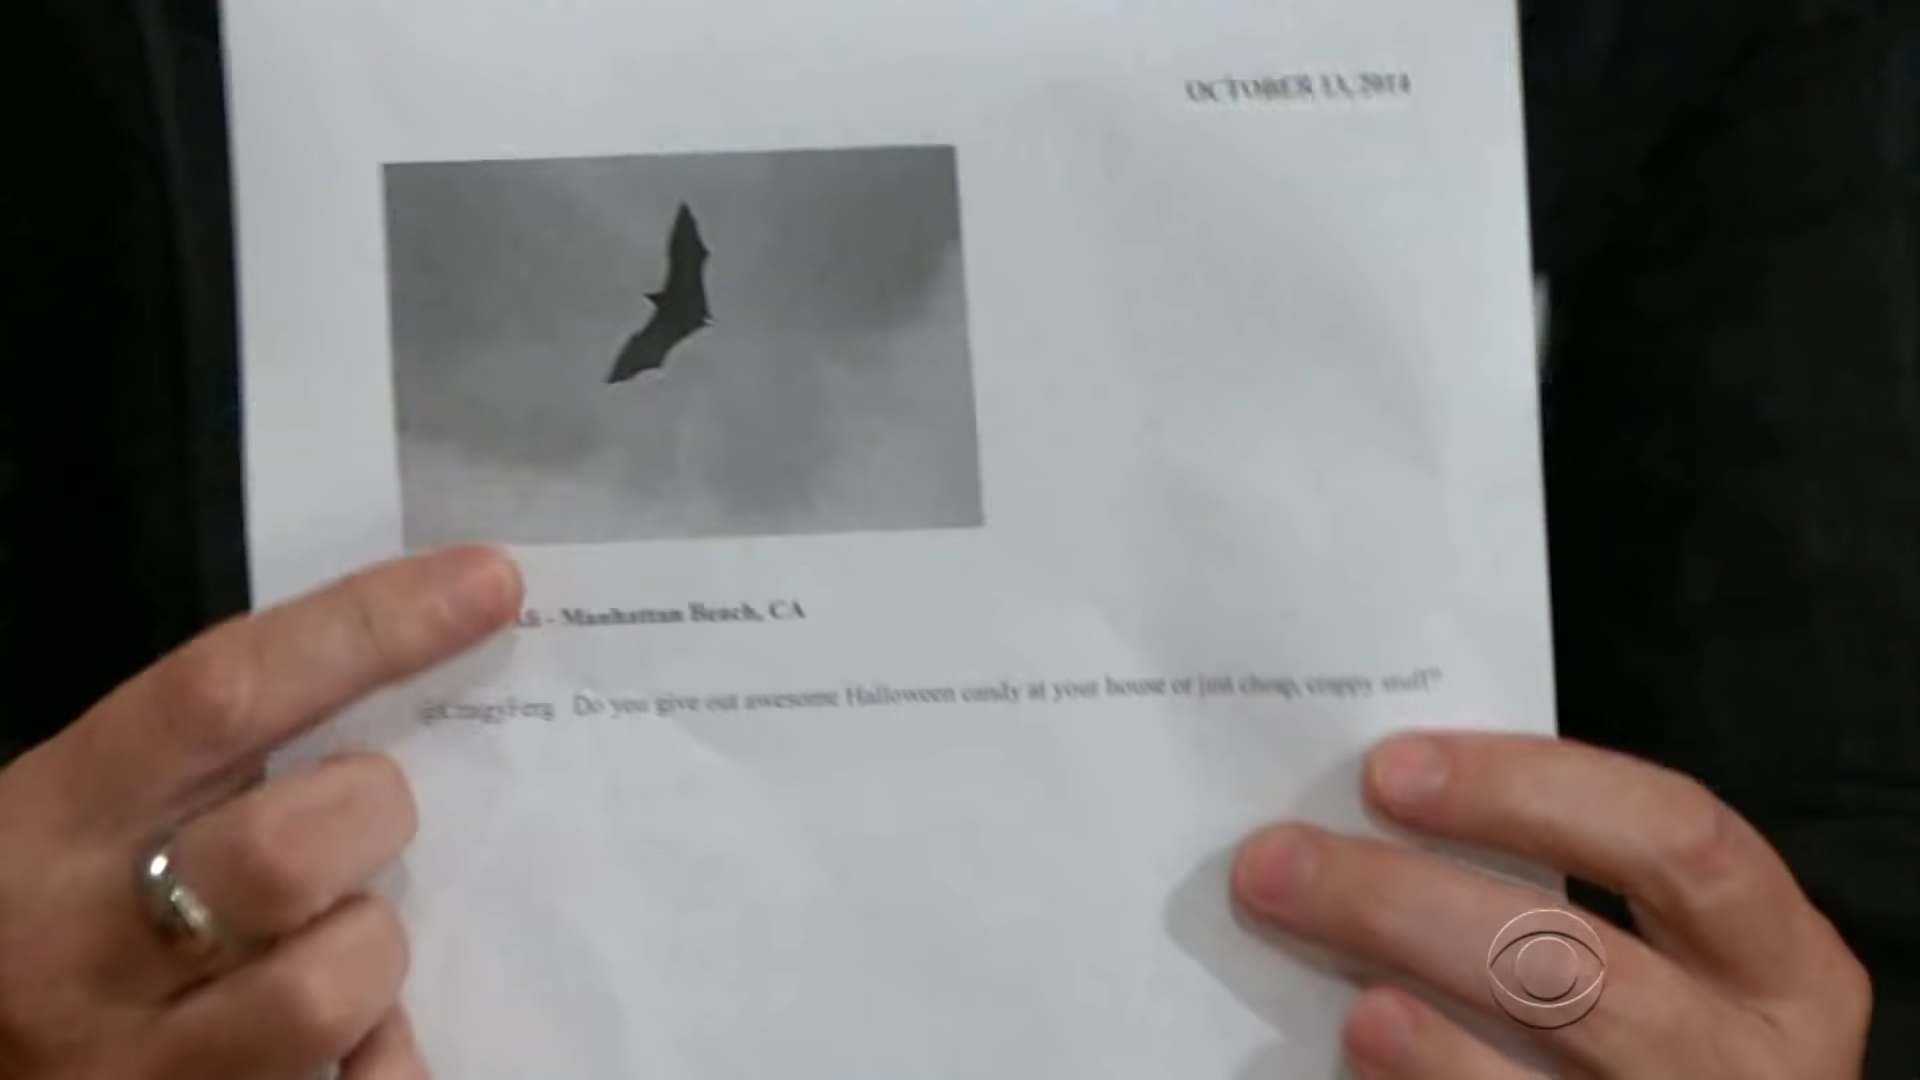 OCTOBER 13, 2014
- Manhattan Beach, CA
@CraigyFerg Do you give out awesome Halloween candy at your house or just cheap, crappy stuff?